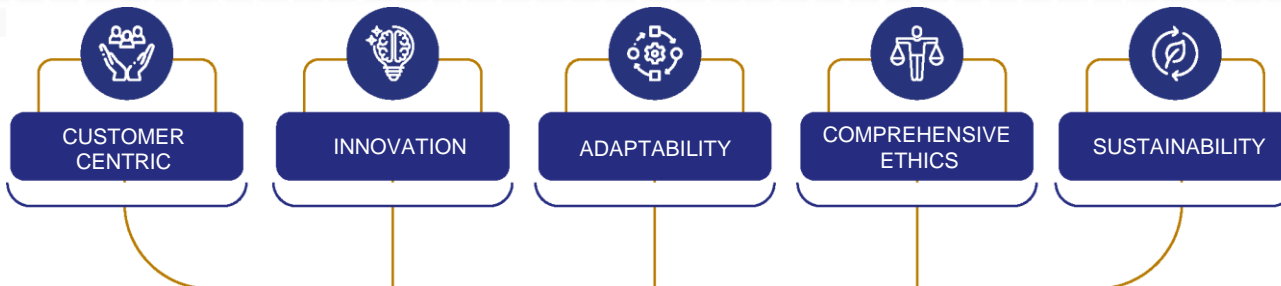 CUSTOMER
CENTRIC
INNOVATION
ADAPTABILITY
COMPREHENSIVE
ETHICS
SUSTAINABILITY